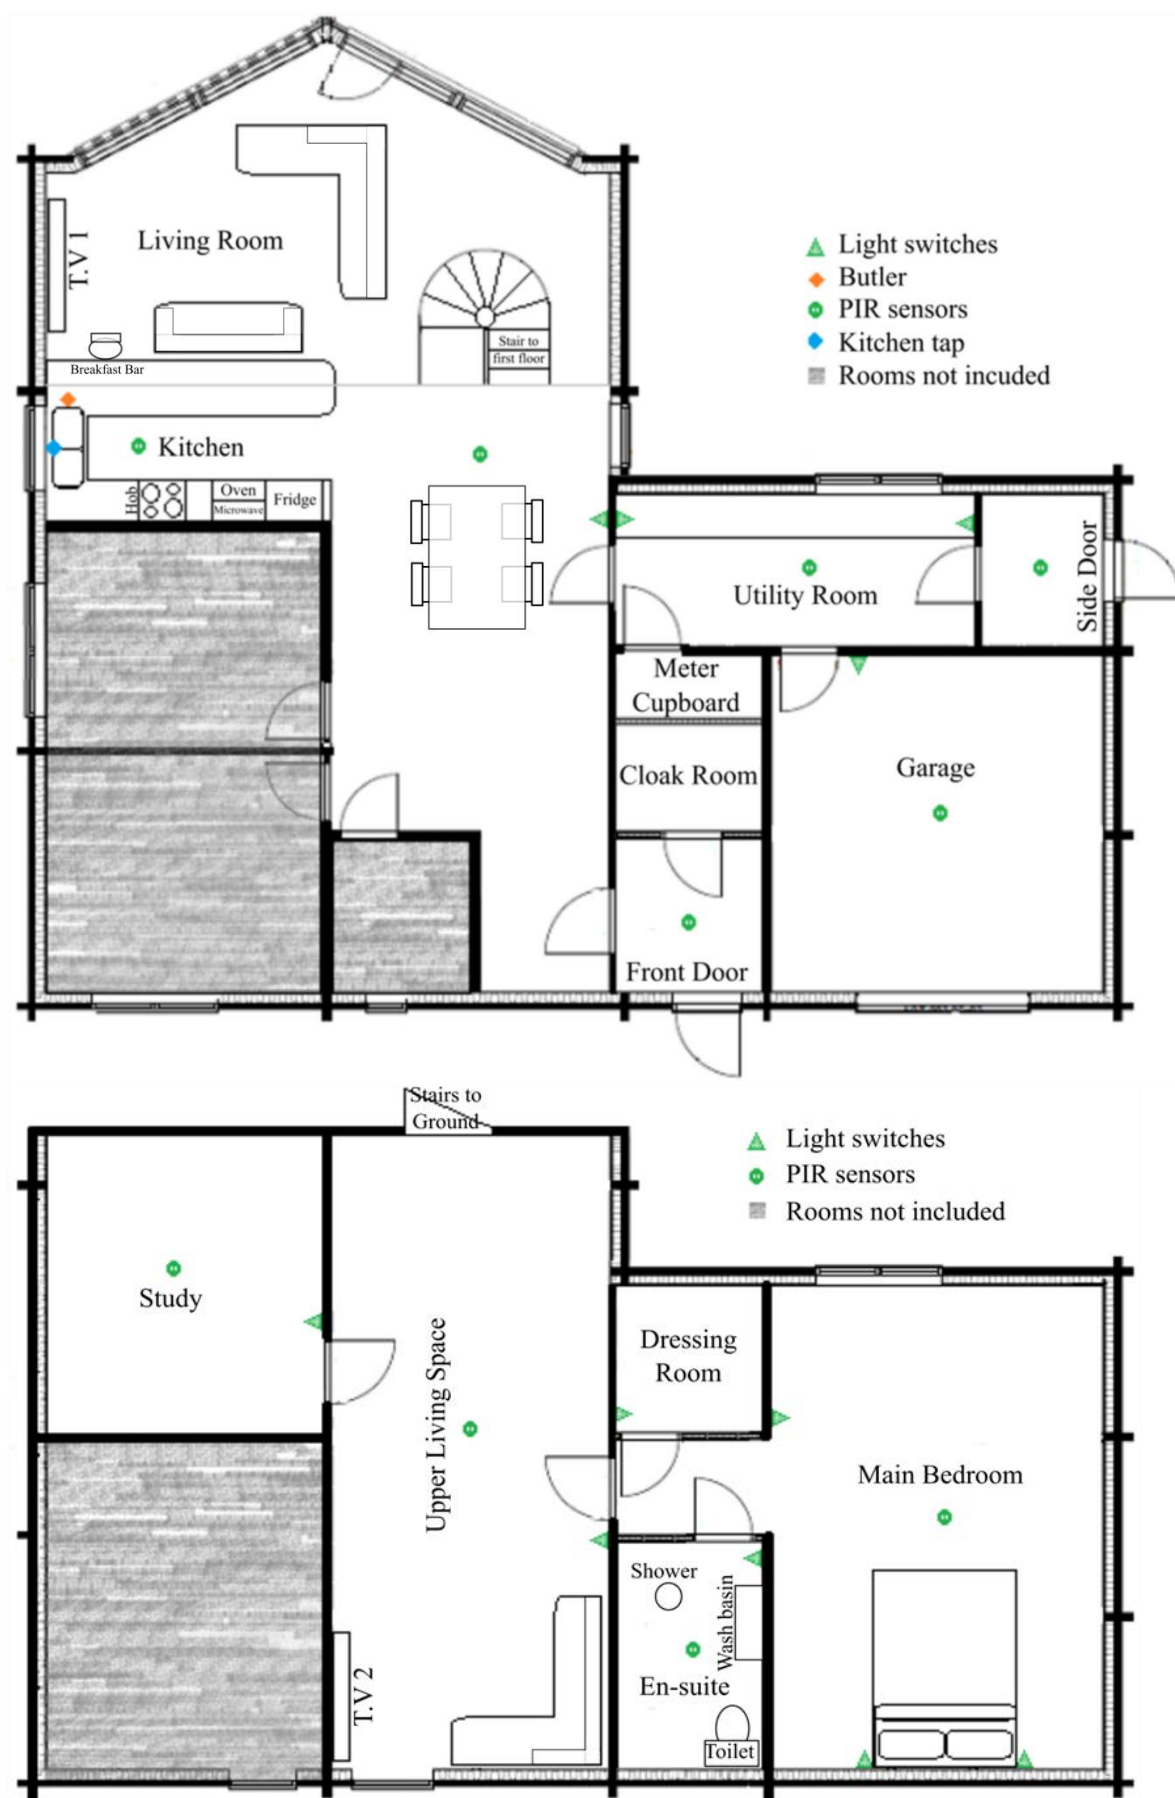 Living Room
T.V 1
Breakfast Bar
Stair to
first floor
Light switches
Butler
PIR sensors
Kitchen tap
Rooms not incuded
Kitchen
Hob
Oven
Microwave
Fridge
Utility Room
Side Door
Meter
Cupboard
Cloak Room
Garage
Front Door
Stairs to
Ground
Light switches
PIR sensors
Rooms not included
Study
Upper Living Space
Dressing
Room
Main Bedroom
Shower
Wash basin
En-suite
T.V 2
Toilet